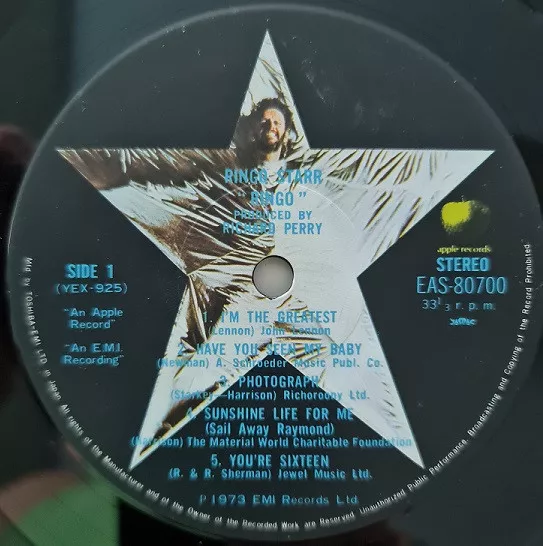 RINGO STARR
"RINGO"
PRODUCED BY
RICHARD PERRY
SIDE 1
(YEX-925)
"An Apple
Record"
"An E.M.I.
Recording"
apple records
STEREO
EAS-80700
33 1/3 r. p. m.
1. I'M THE GREATEST
(Lennon) John Lennon
2. HAVE YOU SEEN MY BABY
(Newman) A. Schroeder Music Publ. Co.
3. PHOTOGRAPH
(Starkey—Harrison) Richoroony Ltd.
4. SUNSHINE LIFE FOR ME
(Sail Away Raymond)
(Harrison) The Material World Charitable Foundation
5. YOU'RE SIXTEEN
(R. & R. Sherman) Jewel Music Ltd.
℗ 1973 EMI Records Ltd.
Mfd by TOSHIBA EMI LTD. in Japan. All rights of the Manufacturer and of the Owner of the Recorded Work are Reserved. Unauthorized Public Performance, Broadcasting and Copying of the Record Prohibited.